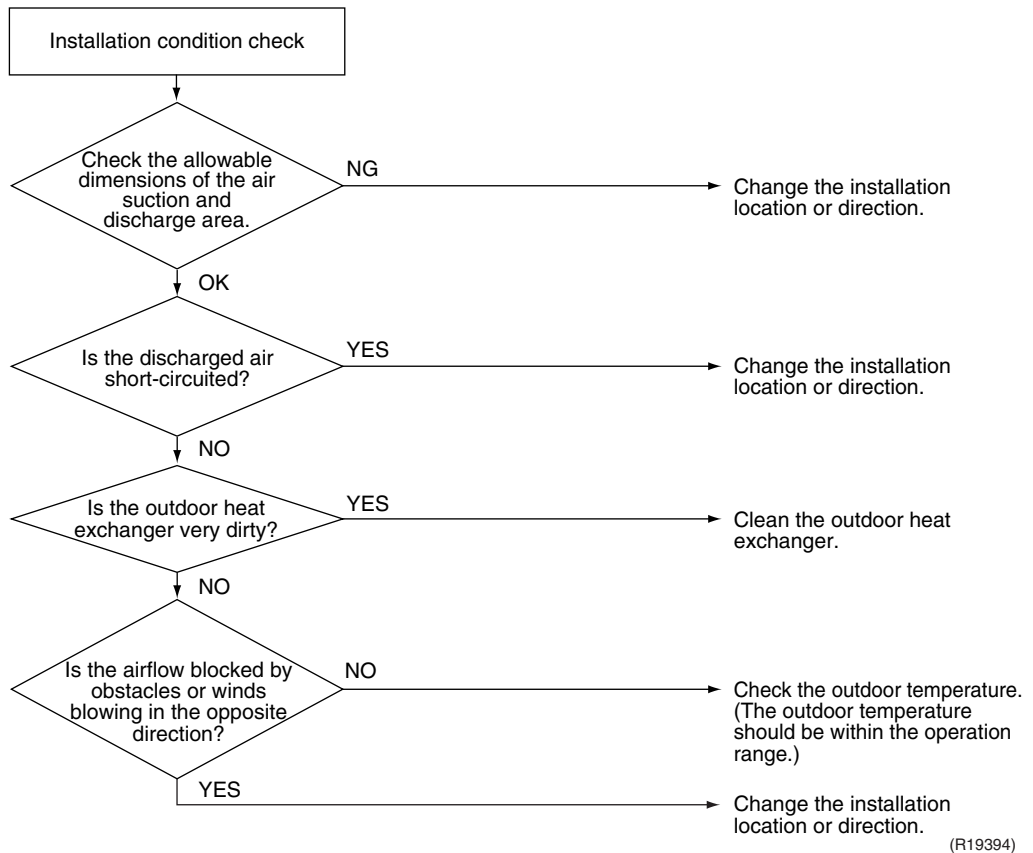 Installation condition check
Check the allowable
dimensions of the air
suction and
discharge area.
NG
Change the installation
location or direction.
OK
Is the discharged air
short-circuited?
YES
Change the installation
location or direction.
NO
Is the outdoor heat
exchanger very dirty?
YES
Clean the outdoor heat
exchanger.
NO
Is the airflow blocked by
obstacles or winds
blowing in the opposite
direction?
NO
Check the outdoor temperature.
(The outdoor temperature
should be within the operation
range.)
YES
Change the installation
location or direction.
(R19394)